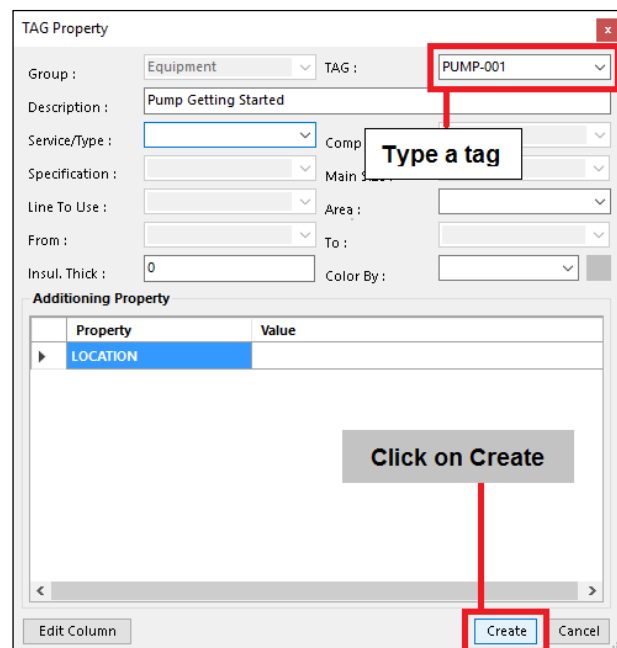 TAG Property
x
Group : Equipment TAG : PUMP-001
Description : Pump Getting Started
Service/Type : Comp
Type a tag
Specification : Main
Line To Use : Area :
From : To :
Insul. Thick : 0 Color By :
Additioning Property
Property Value
LOCATION
Click on Create
Edit Column Create Cancel